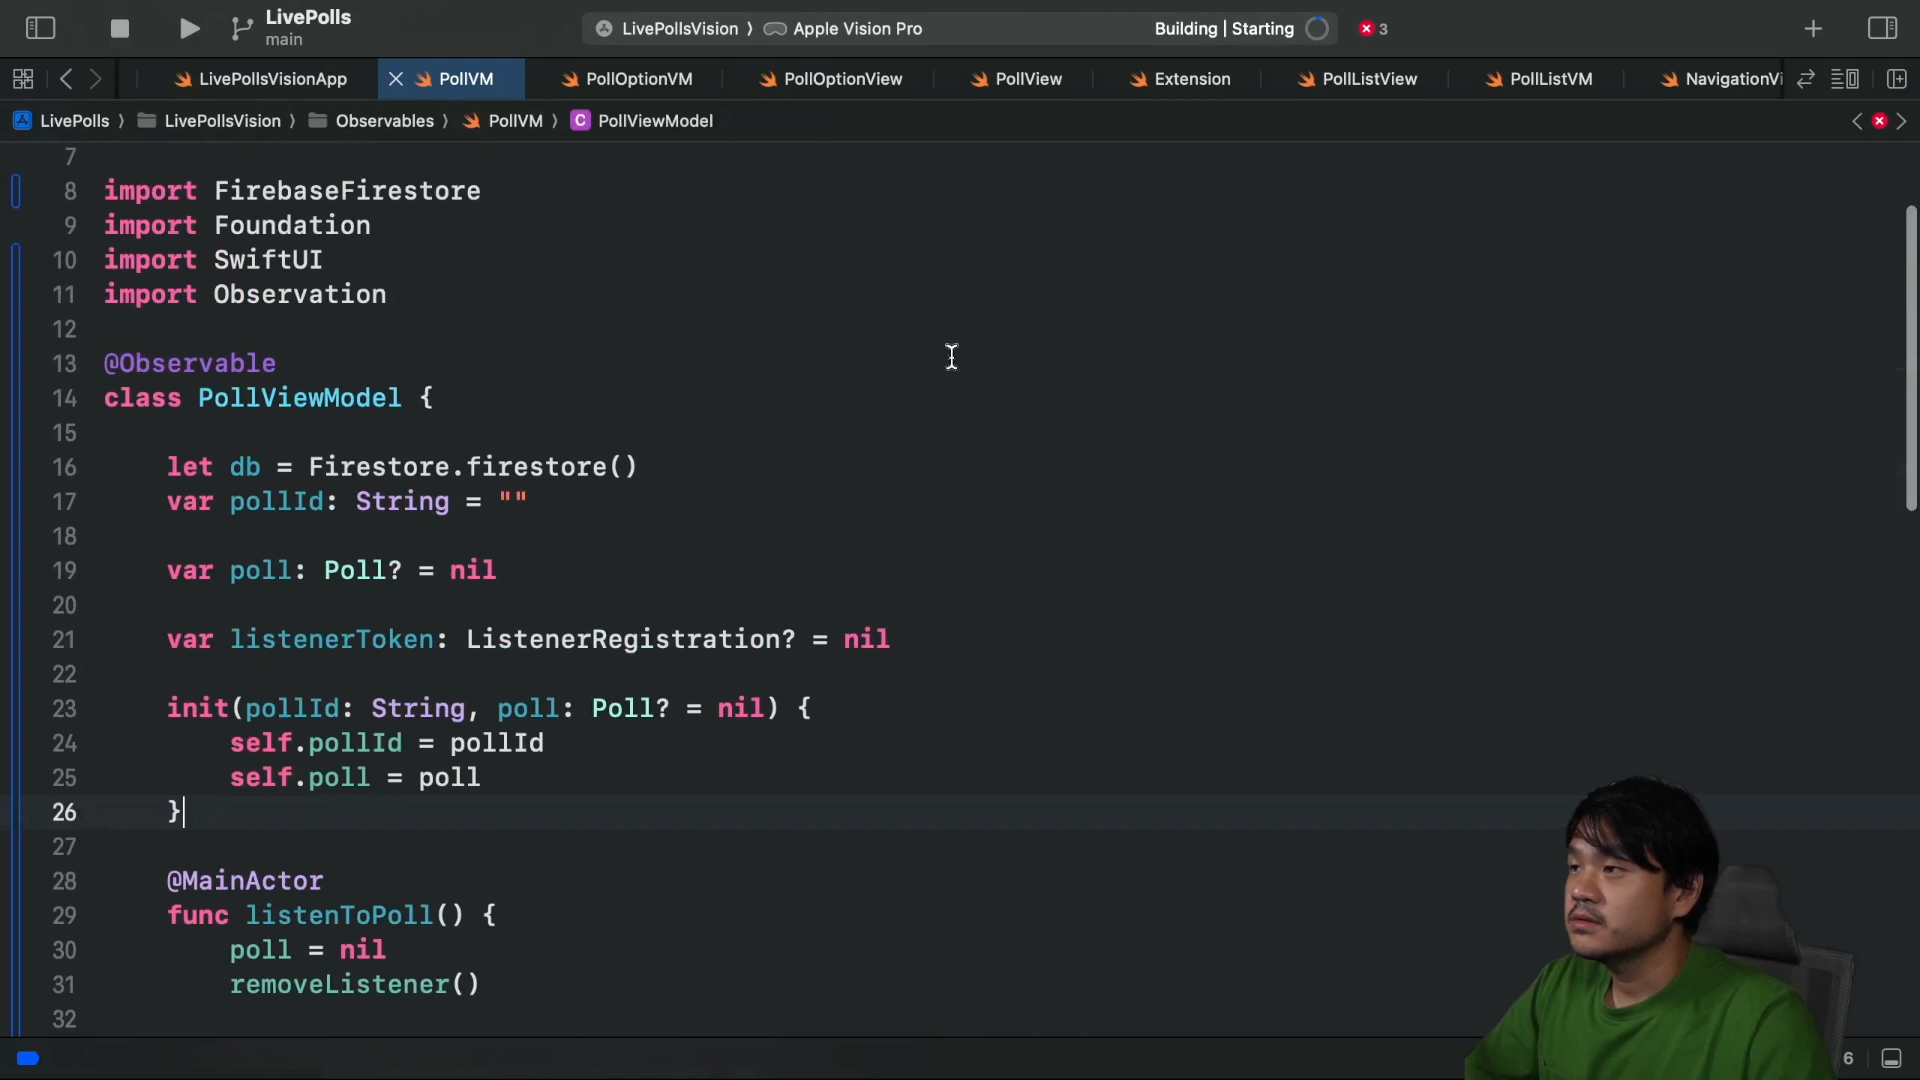 LivePolls
main
LivePollsVision ⟩ Apple Vision Pro
Building | Starting
3
LivePollsVisionApp
PollVM
PollOptionVM
PollOptionView
PollView
Extension
PollListView
PollListVM
NavigationVi
LivePolls ⟩ LivePollsVision ⟩ Observables ⟩ PollVM ⟩ C PollViewModel
7
8 import FirebaseFirestore
9 import Foundation
10 import SwiftUI
11 import Observation
12
13 @Observable
14 class PollViewModel {
15
16 let db = Firestore.firestore()
17 var pollId: String = ""
18
19 var poll: Poll? = nil
20
21 var listenerToken: ListenerRegistration? = nil
22
23 init(pollId: String, poll: Poll? = nil) {
24 self.pollId = pollId
25 self.poll = poll
26 }
27
28 @MainActor
29 func listenToPoll() {
30 poll = nil
31 removeListener()
32
6